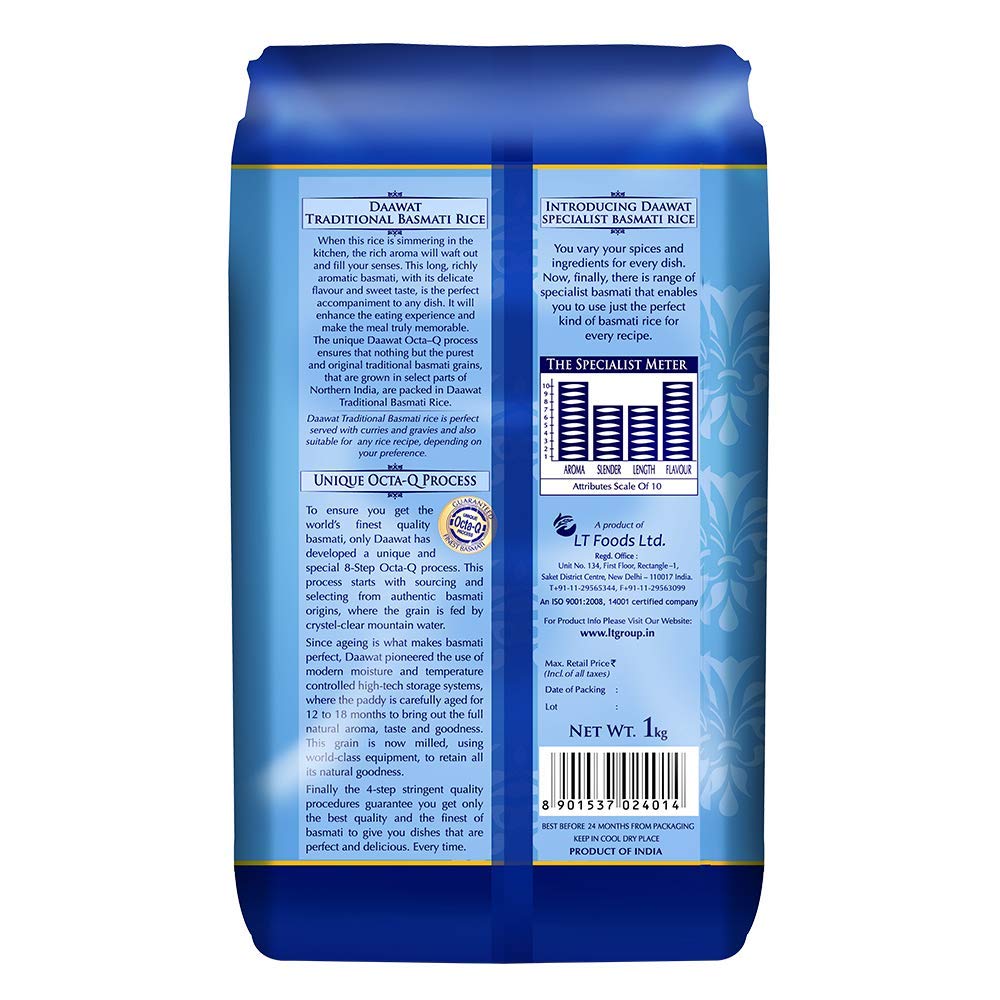 DAAWAT
TRADITIONAL BASMATI RICE
When this rice is simmering in the
kitchen, the rich aroma will waft out
and fill your senses. This long, richly
aromatic basmati, with its delicate
flavour and sweet taste, is the perfect
accompaniment to any dish. It will
enhance the eating experience and
make the meal truly memorable.
The unique Daawat Octa–Q process
ensures that nothing but the purest
and original traditional basmati grains,
that are grown in select parts of
Northern India, are packed in Daawat
Traditional Basmati Rice.
Daawat Traditional Basmati rice is perfect
served with curries and gravies and also
suitable for any rice recipe, depending on
your preference.
UNIQUE OCTA-Q PROCESS
To ensure you get the
world's finest quality
basmati, only Daawat has
developed a unique and
special 8-Step Octa-Q process. This
process starts with sourcing and
selecting from authentic basmati
origins, where the grain is fed by
crystel-clear mountain water.
GUARANTEED
UNIQUE
Octa-Q
PROCESS
FINEST BASMATI
Since ageing is what makes basmati
perfect, Daawat pioneered the use of
modern moisture and temperature
controlled high-tech storage systems,
where the paddy is carefully aged for
12 to 18 months to bring out the full
natural aroma, taste and goodness.
This grain is now milled, using
world-class equipment, to retain all
its natural goodness.
Finally the 4-step stringent quality
procedures guarantee you get only
the best quality and the finest of
basmati to give you dishes that are
perfect and delicious. Every time.
INTRODUCING DAAWAT
SPECIALIST BASMATI RICE
You vary your spices and
ingredients for every dish.
Now, finally, there is range of
specialist basmati that enables
you to use just the perfect
kind of basmati rice for
every recipe.
THE SPECIALIST METER
10
9
8
7
6
5
4
3
2
1
AROMA SLENDER LENGTH FLAVOUR
Attributes Scale Of 10
A product of
LT Foods Ltd.
Regd. Office :
Unit No. 134, First Floor, Rectangle–1,
Saket District Centre, New Delhi – 110017 India.
T+91-11-29565344, F+91-11-29563099
An ISO 9001:2008, 14001 certified company
For Product Info Please Visit Our Website:
www.ltgroup.in
Max. Retail Price ₹
(Incl. of all taxes)
Date of Packing :
Lot :
NET WT. 1kg
8 901537 024014
BEST BEFORE 24 MONTHS FROM PACKAGING
KEEP IN COOL DRY PLACE
PRODUCT OF INDIA